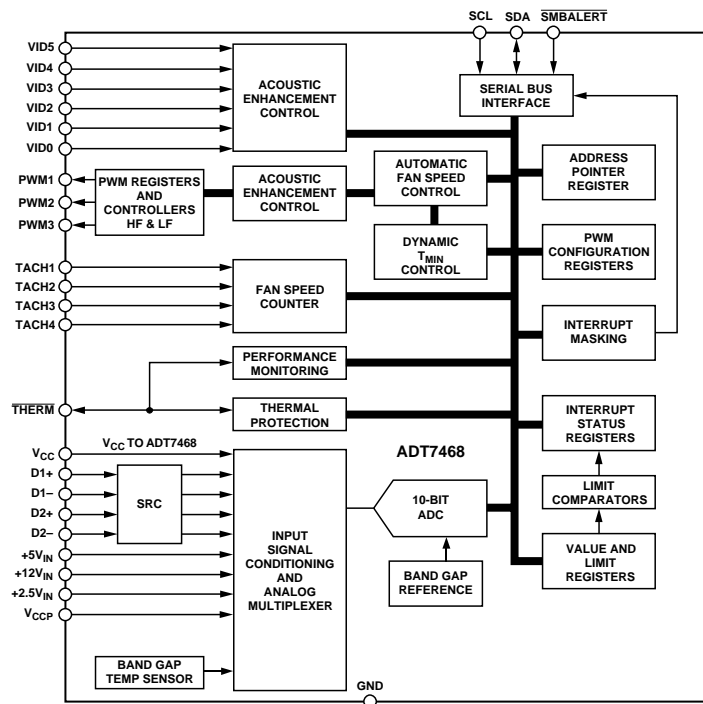 SCL SDA SMBALERT
VID5
VID4
VID3
VID2
VID1
VID0
ACOUSTIC
ENHANCEMENT
CONTROL
SERIAL BUS
INTERFACE
PWM1
PWM2
PWM3
PWM REGISTERS
AND
CONTROLLERS
HF & LF
ACOUSTIC
ENHANCEMENT
CONTROL
AUTOMATIC
FAN SPEED
CONTROL
ADDRESS
POINTER
REGISTER
DYNAMIC
TMIN
CONTROL
PWM
CONFIGURATION
REGISTERS
TACH1
TACH2
TACH3
TACH4
FAN SPEED
COUNTER
INTERRUPT
MASKING
PERFORMANCE
MONITORING
THERM
THERMAL
PROTECTION
INTERRUPT
STATUS
REGISTERS
VCC
VCC TO ADT7468
ADT7468
D1+
D1–
D2+
D2–
SRC
+5VIN
+12VIN
+2.5VIN
VCCP
INPUT
SIGNAL
CONDITIONING
AND
ANALOG
MULTIPLEXER
10-BIT
ADC
LIMIT
COMPARATORS
BAND GAP
REFERENCE
VALUE AND
LIMIT
REGISTERS
BAND GAP
TEMP SENSOR
GND